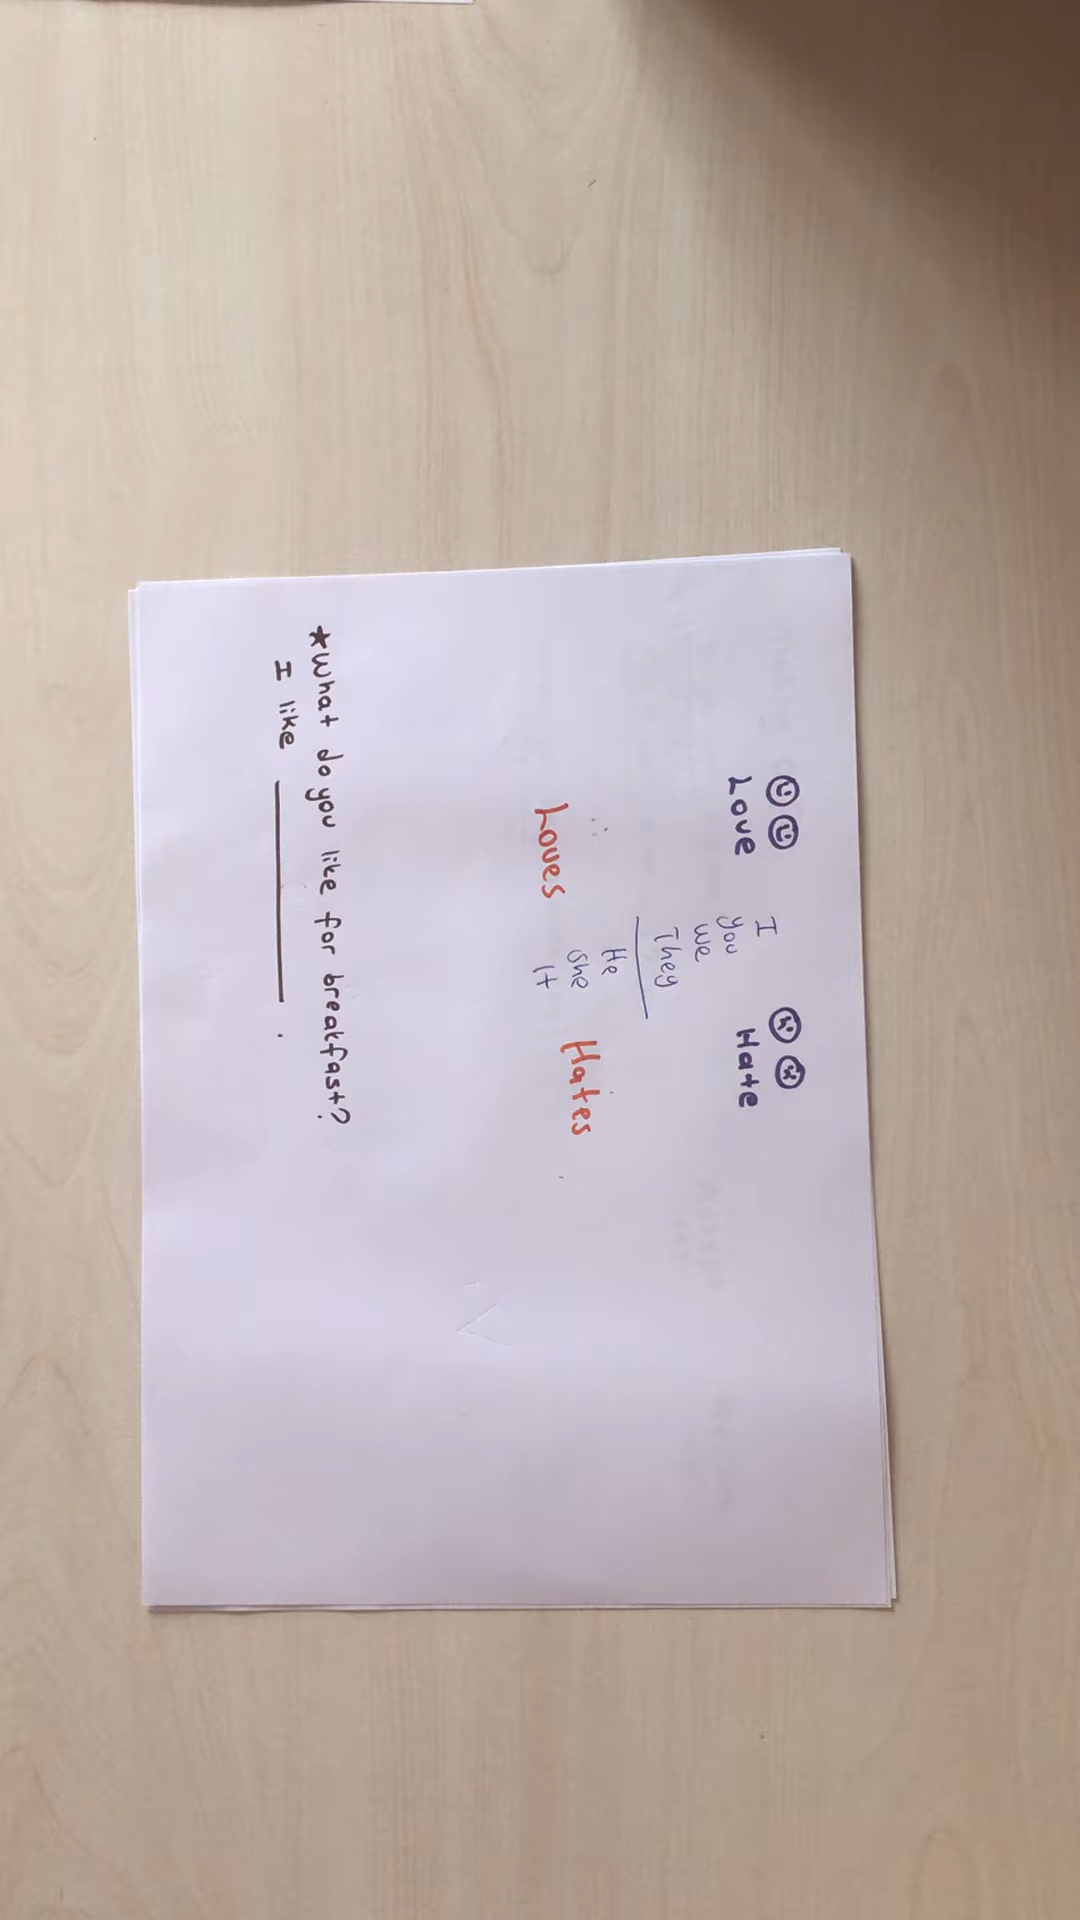 Love Hate
I
you
we
They
He
She
It
Loves Hates
*What do you like for breakfast?
I like ________.